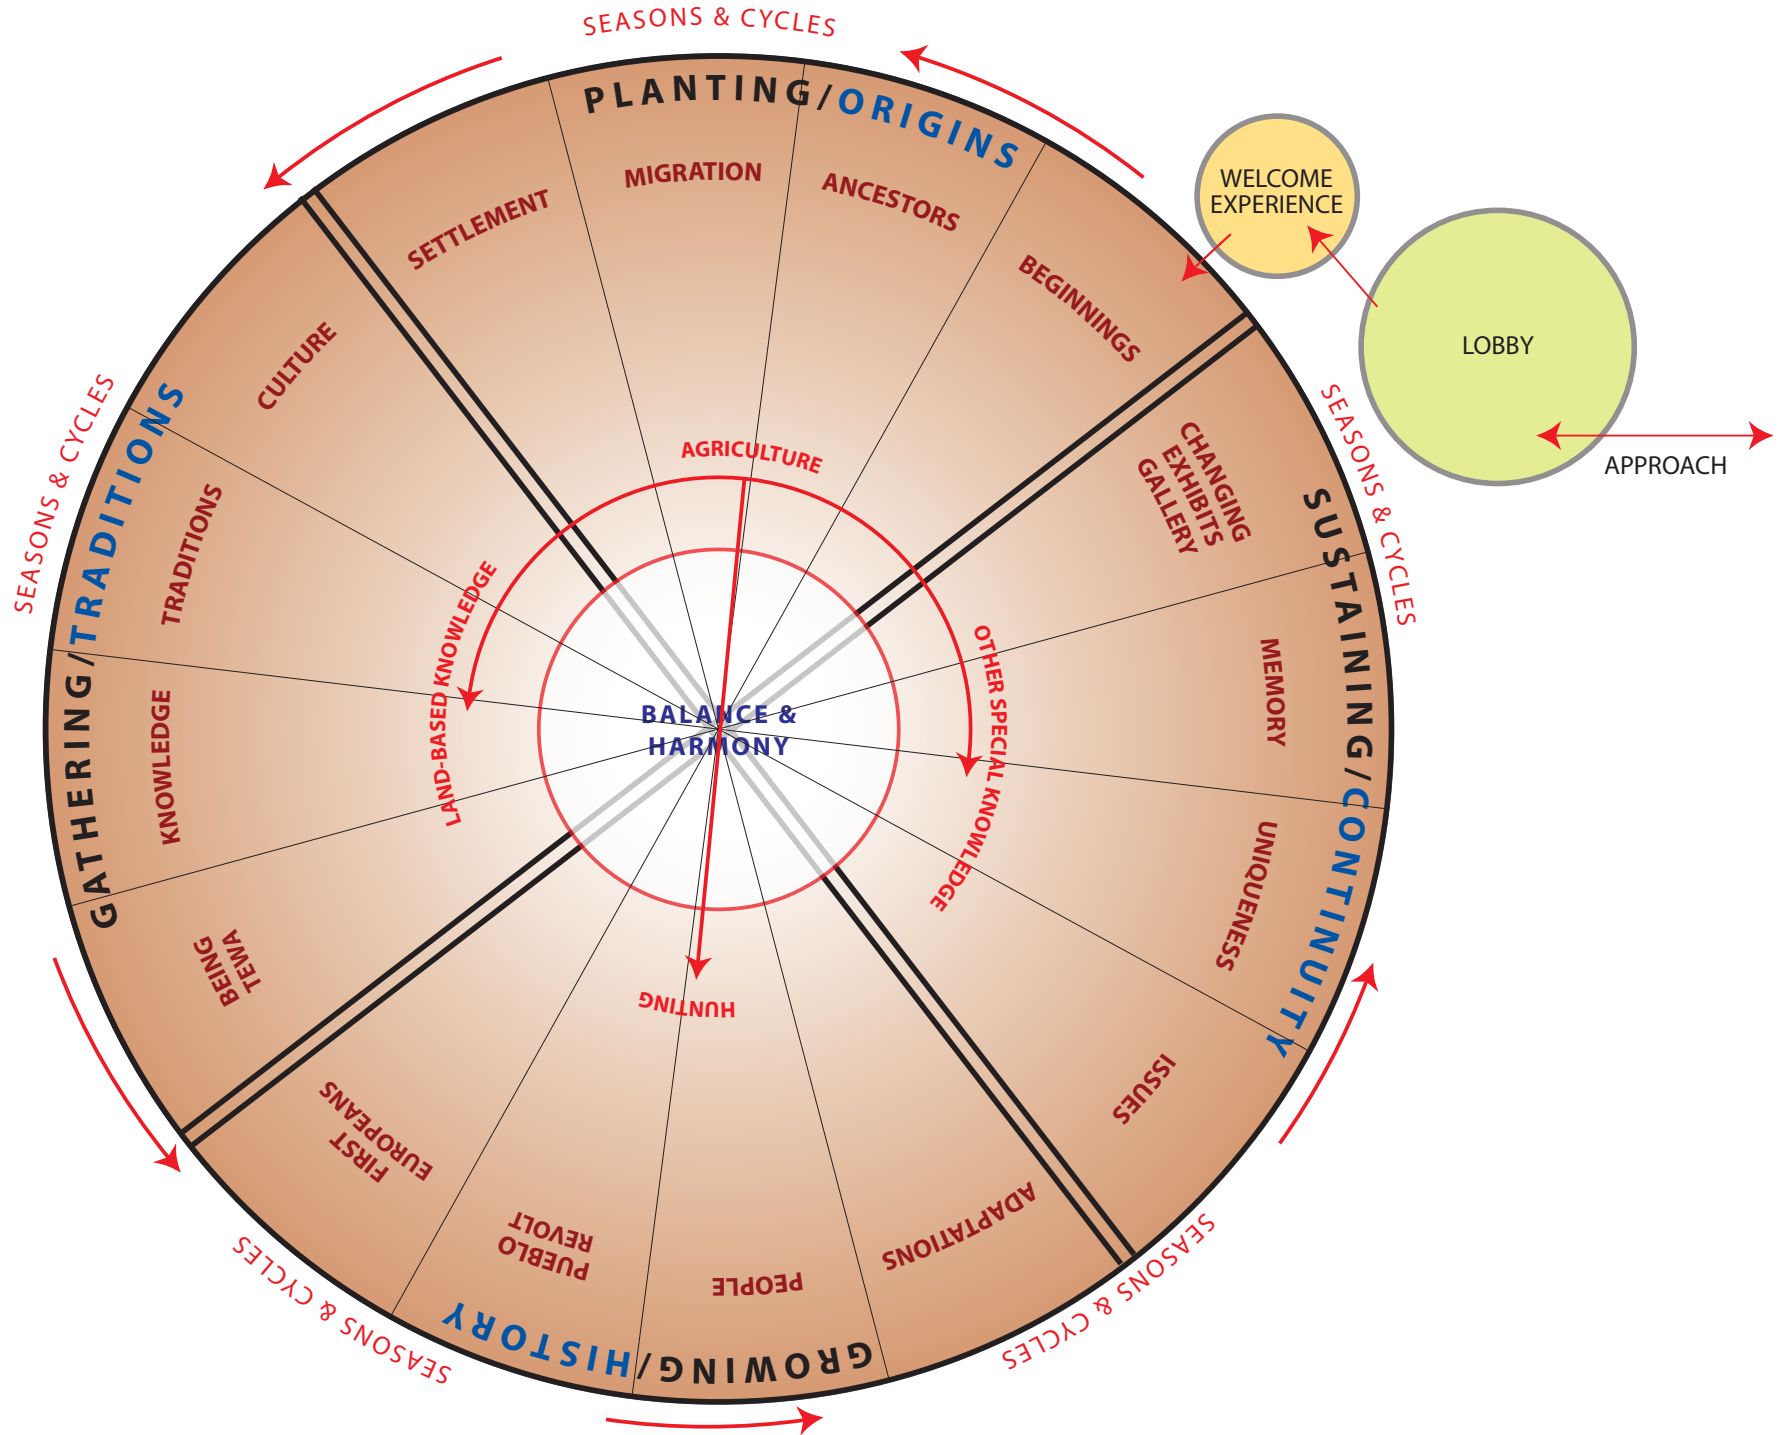 SEASONS & CYCLES
PLANTING/ORIGINS
SETTLEMENT
MIGRATION
ANCESTORS
BEGINNINGS
WELCOME
EXPERIENCE
LOBBY
APPROACH
SEASONS & CYCLES
GATHERING/TRADITIONS
CULTURE
TRADITIONS
KNOWLEDGE
BEING
TEWA
AGRICULTURE
LAND-BASED KNOWLEDGE
OTHER SPECIAL KNOWLEDGE
BALANCE &
HARMONY
HUNTING
SEASONS & CYCLES
SUSTAINING/CONTINUITY
CHANGING
EXHIBITS
GALLERY
MEMORY
UNIQUENESS
ISSUES
FIRST
EUROPEANS
PUEBLO
REVOLT
PEOPLE
ADAPTATIONS
GROWING/HISTORY
SEASONS & CYCLES
SEASONS & CYCLES